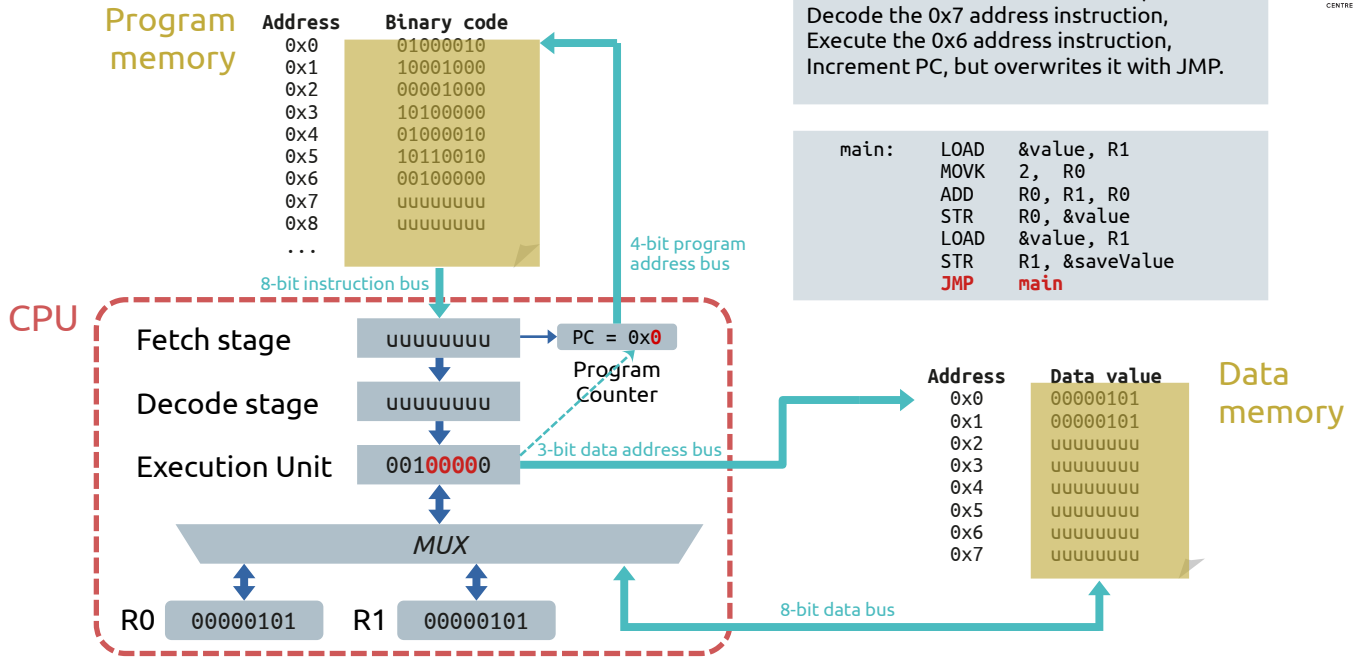 Program
memory
Address Binary code
0x0 01000010
0x1 10001000
0x2 00001000
0x3 10100000
0x4 01000010
0x5 10110010
0x6 00100000
0x7 uuuuuuuu
0x8 uuuuuuuu
...
CENTRE
Decode the 0x7 address instruction,
Execute the 0x6 address instruction,
Increment PC, but overwrites it with JMP.
main: LOAD &value, R1
MOVK 2, R0
ADD R0, R1, R0
STR R0, &value
LOAD &value, R1
STR R1, &saveValue
JMP main
4-bit program
address bus
8-bit instruction bus
CPU
Fetch stage uuuuuuuu PC = 0x0
Program
Counter
Decode stage uuuuuuuu
Execution Unit 00100000
3-bit data address bus
MUX
R0 00000101 R1 00000101
8-bit data bus
Address Data value
0x0 00000101
0x1 00000101
0x2 uuuuuuuu
0x3 uuuuuuuu
0x4 uuuuuuuu
0x5 uuuuuuuu
0x6 uuuuuuuu
0x7 uuuuuuuu
Data
memory